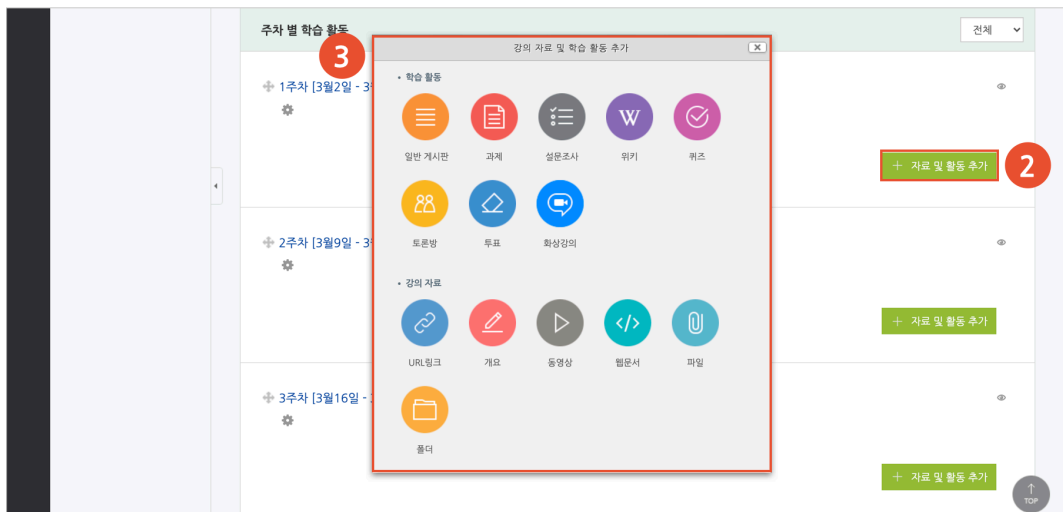 주차 별 학습 활동
전체
3
강의 자료 및 학습 활동 추가
• 학습 활동
1주차 [3월2일 - 3
일반 게시판 과제 설문조사 위키 퀴즈
+ 자료 및 활동 추가
2
토론방 투표 화상강의
2주차 [3월9일 - 3
• 강의 자료
+ 자료 및 활동 추가
URL링크 개요 동영상 웹문서 파일
3주차 [3월16일 -
폴더
+ 자료 및 활동 추가
TOP